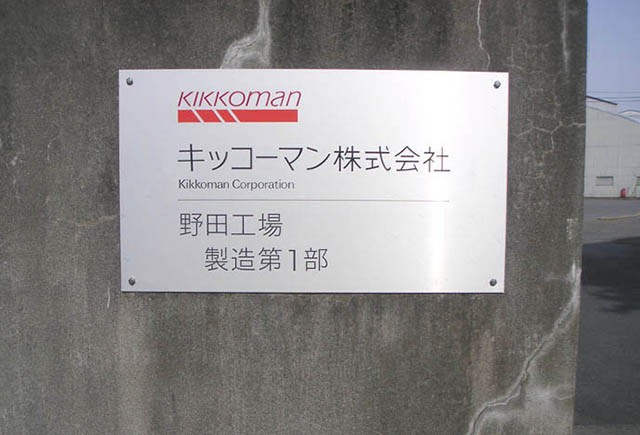 KIKKOMAN
キッコーマン株式会社
Kikkoman Corporation
野田工場
製造第1部